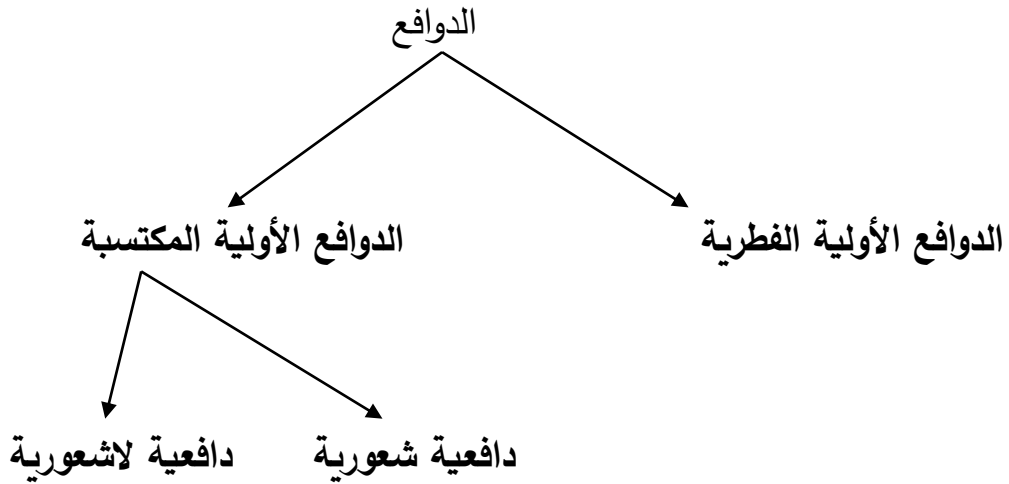 الدوافع
الدوافع الأولية الفطرية
الدوافع الأولية المكتسبة
دافعية شعورية
دافعية لاشعورية